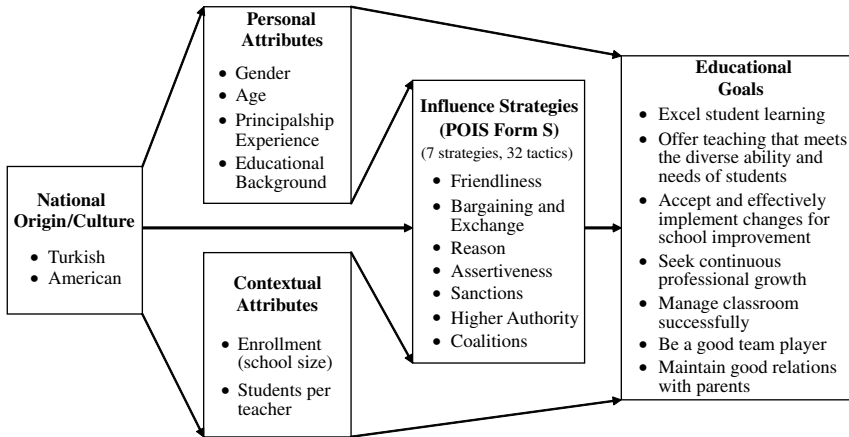 Personal
Attributes
• Gender
• Age
• Principalship
Experience
• Educational
Background
National
Origin/Culture
• Turkish
• American
Contextual
Attributes
• Enrollment
(school size)
• Students per
teacher
Influence Strategies
(POIS Form S)
(7 strategies, 32 tactics)
• Friendliness
• Bargaining and
Exchange
• Reason
• Assertiveness
• Sanctions
• Higher Authority
• Coalitions
Educational
Goals
• Excel student learning
• Offer teaching that meets
the diverse ability and
needs of students
• Accept and effectively
implement changes for
school improvement
• Seek continuous
professional growth
• Manage classroom
successfully
• Be a good team player
• Maintain good relations
with parents